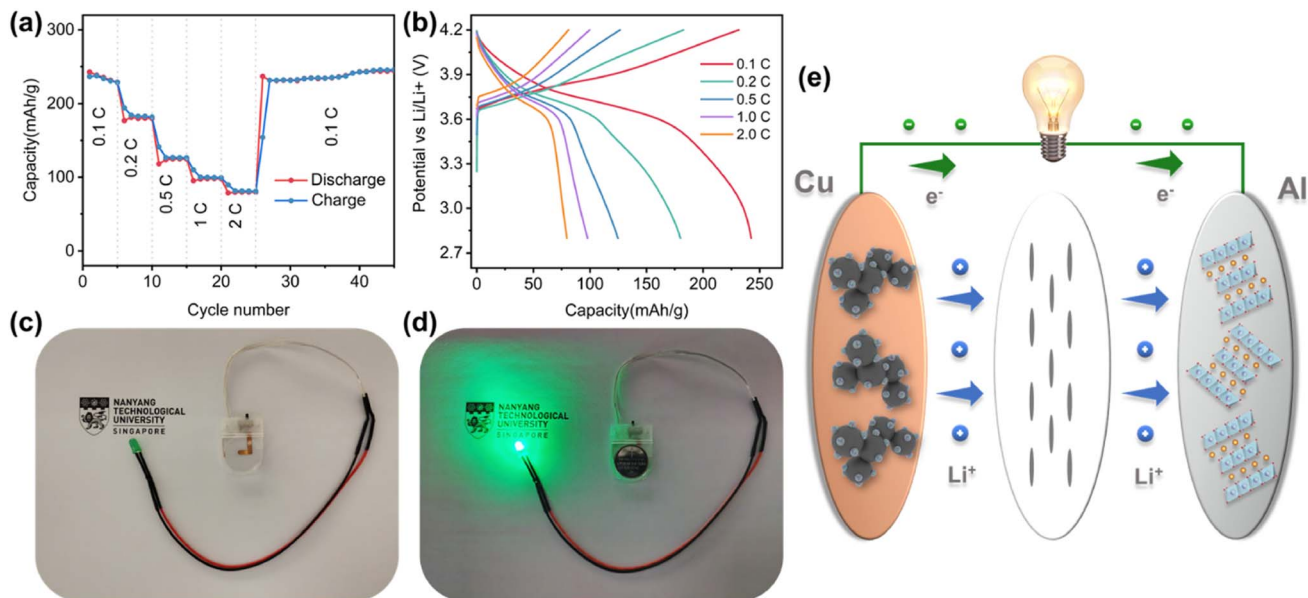 (a)
300
200
100
0
Capacity(mAh/g)
0.1 C
0.2 C
0.5 C
1 C
2 C
0.1 C
Discharge
Charge
0 10 20 30 40
Cycle number
(b)
4.2
3.9
3.6
3.3
3.0
2.7
Potential vs Li/Li+ (V)
0.1 C
0.2 C
0.5 C
1.0 C
2.0 C
0 50 100 150 200 250
Capacity(mAh/g)
(c)
NANYANG
TECHNOLOGICAL
UNIVERSITY
SINGAPORE
(d)
NANYANG
TECHNOLOGICAL
UNIVERSITY
SINGAPORE
(e)
Cu
Al
e-
e-
Li+
Li+